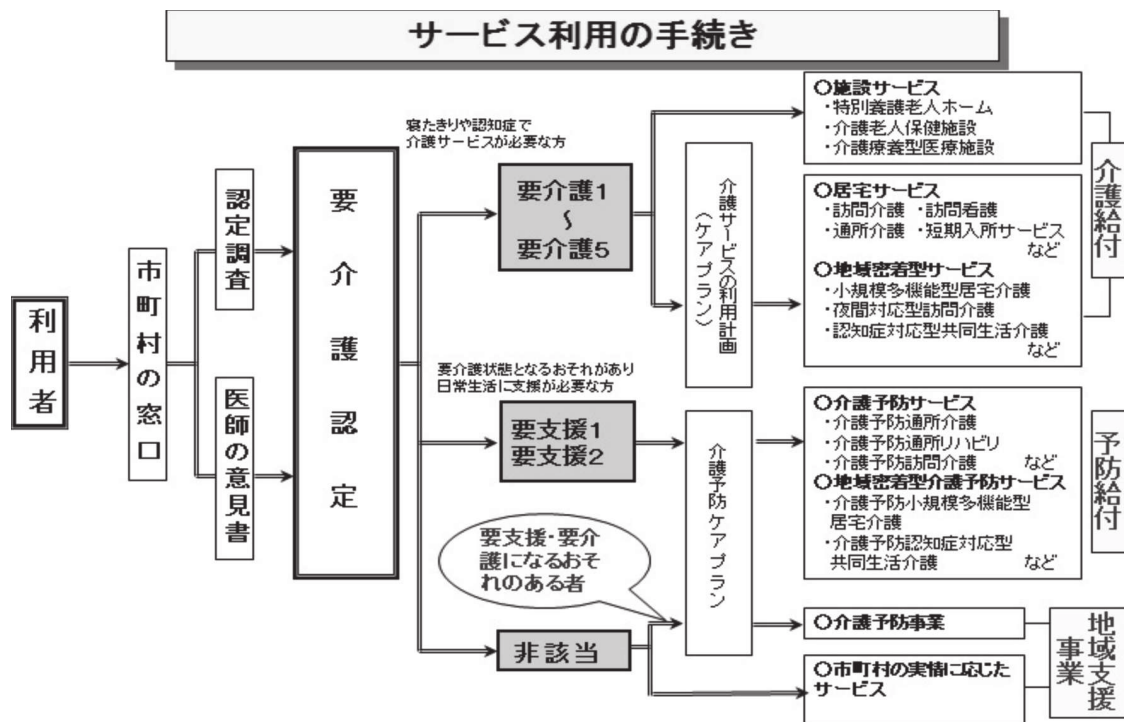 サービス利用の手続き
利用者
市町村の窓口
認定調査
医師の意見書
要介護認定
寝たきりや認知症で
介護サービスが必要な方
要介護1
～
要介護5
介護サービスの利用計画
（ケアプラン）
〇施設サービス
・特別養護老人ホーム
・介護老人保健施設
・介護療養型医療施設
〇居宅サービス
・訪問介護 ・訪問看護
・通所介護 ・短期入所サービス
など
〇地域密着型サービス
・小規模多機能型居宅介護
・夜間対応型訪問介護
・認知症対応型共同生活介護
など
介護給付
要介護状態となるおそれがあり
日常生活に支援が必要な方
要支援1
要支援2
介護予防ケアプラン
〇介護予防サービス
・介護予防通所介護
・介護予防通所リハビリ
・介護予防訪問介護 など
〇地域密着型介護予防サービス
・介護予防小規模多機能型
居宅介護
・介護予防認知症対応型
共同生活介護 など
予防給付
要支援・要介
護になるおそ
れのある者
非該当
〇介護予防事業
〇市町村の実情に応じた
サービス
地域支援
事業